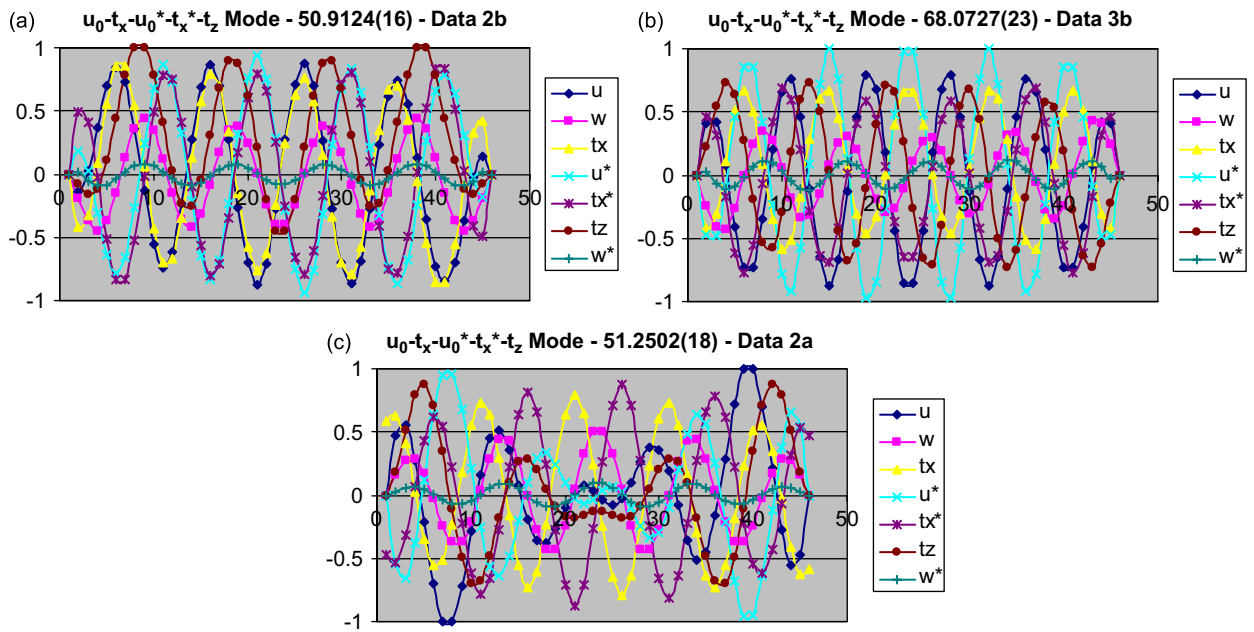 (a) u₀-tₓ-u₀*-tₓ*-t_z Mode - 50.9124(16) - Data 2b
1
0.5
0
-0.5
-1
0
10
20
30
40
50
u
w
tx
u*
tx*
tz
w*
(b) u₀-tₓ-u₀*-tₓ*-t_z Mode - 68.0727(23) - Data 3b
1
0.5
0
-0.5
-1
0
10
20
30
40
50
u
w
tx
u*
tx*
tz
w*
(c) u₀-tₓ-u₀*-tₓ*-t_z Mode - 51.2502(18) - Data 2a
1
0.5
0
-0.5
-1
0
10
20
30
40
50
u
w
tx
u*
tx*
tz
w*